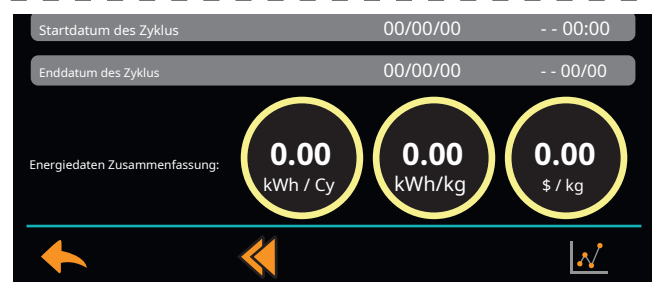 Startdatum des Zyklus 00/00/00 - - 00:00
Enddatum des Zyklus 00/00/00 - - 00/00
Energiedaten Zusammenfassung:
0.00 0.00 0.00
kWh / Cy kWh/kg $ / kg